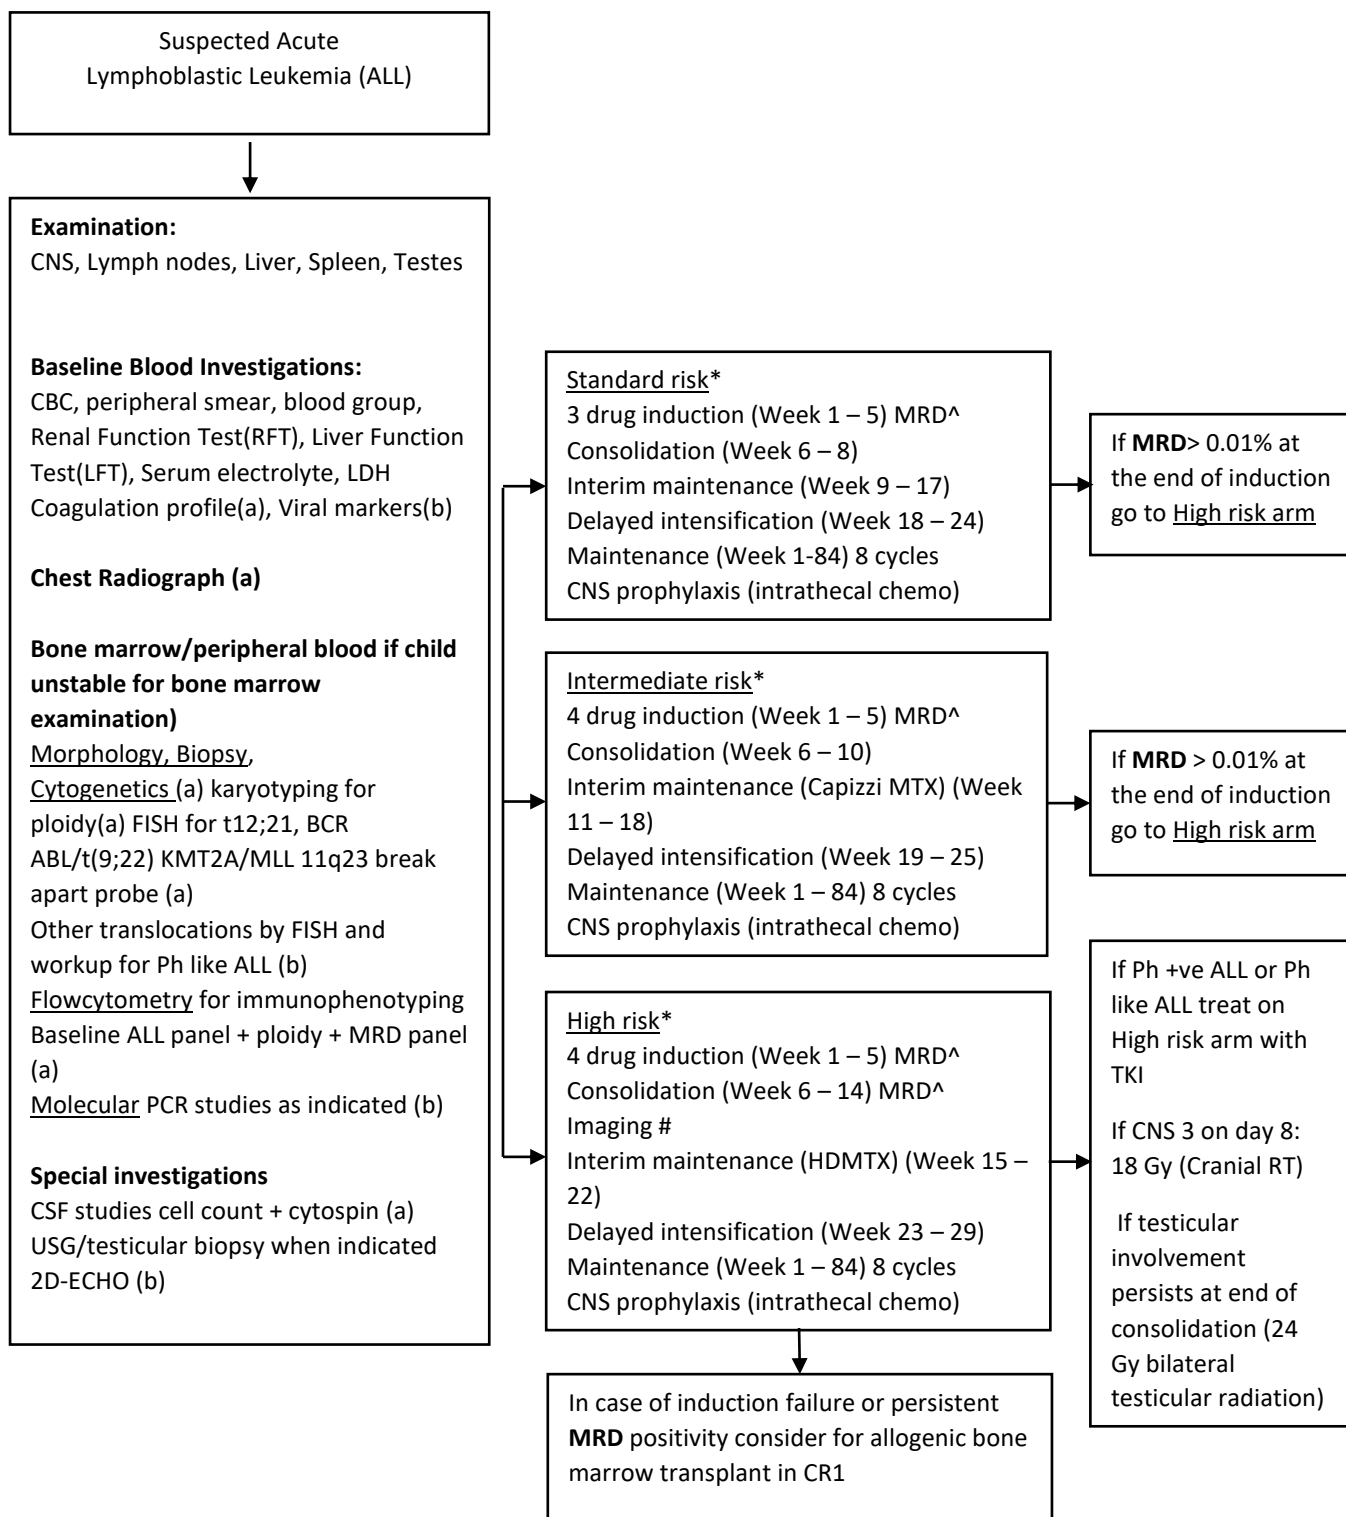 Suspected Acute
Lymphoblastic Leukemia (ALL)
Examination:
CNS, Lymph nodes, Liver, Spleen, Testes
Baseline Blood Investigations:
CBC, peripheral smear, blood group,
Renal Function Test(RFT), Liver Function
Test(LFT), Serum electrolyte, LDH
Coagulation profile(a), Viral markers(b)
Chest Radiograph (a)
Bone marrow/peripheral blood if child
unstable for bone marrow
examination)
Morphology, Biopsy,
Cytogenetics (a) karyotyping for
ploidy(a) FISH for t12;21, BCR
ABL/t(9;22) KMT2A/MLL 11q23 break
apart probe (a)
Other translocations by FISH and
workup for Ph like ALL (b)
Flowcytometry for immunophenotyping
Baseline ALL panel + ploidy + MRD panel
(a)
Molecular PCR studies as indicated (b)
Special investigations
CSF studies cell count + cytospin (a)
USG/testicular biopsy when indicated
2D-ECHO (b)
Standard risk*
3 drug induction (Week 1 – 5) MRD^
Consolidation (Week 6 – 8)
Interim maintenance (Week 9 – 17)
Delayed intensification (Week 18 – 24)
Maintenance (Week 1-84) 8 cycles
CNS prophylaxis (intrathecal chemo)
If MRD> 0.01% at
the end of induction
go to High risk arm
Intermediate risk*
4 drug induction (Week 1 – 5) MRD^
Consolidation (Week 6 – 10)
Interim maintenance (Capizzi MTX) (Week
11 – 18)
Delayed intensification (Week 19 – 25)
Maintenance (Week 1 – 84) 8 cycles
CNS prophylaxis (intrathecal chemo)
If MRD > 0.01% at
the end of induction
go to High risk arm
High risk*
4 drug induction (Week 1 – 5) MRD^
Consolidation (Week 6 – 14) MRD^
Imaging #
Interim maintenance (HDMTX) (Week 15 –
22)
Delayed intensification (Week 23 – 29)
Maintenance (Week 1 – 84) 8 cycles
CNS prophylaxis (intrathecal chemo)
If Ph +ve ALL or Ph
like ALL treat on
High risk arm with
TKI
If CNS 3 on day 8:
18 Gy (Cranial RT)
If testicular
involvement
persists at end of
consolidation (24
Gy bilateral
testicular radiation)
In case of induction failure or persistent
MRD positivity consider for allogenic bone
marrow transplant in CR1